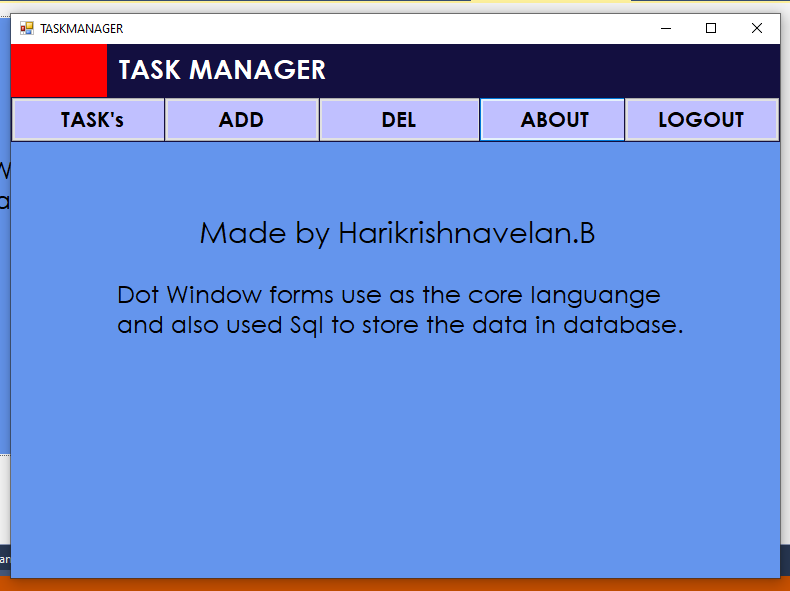 TASKMANAGER
TASK MANAGER
TASK's ADD DEL ABOUT LOGOUT
Made by Harikrishnavelan.B
Dot Window forms use as the core languange
and also used Sql to store the data in database.